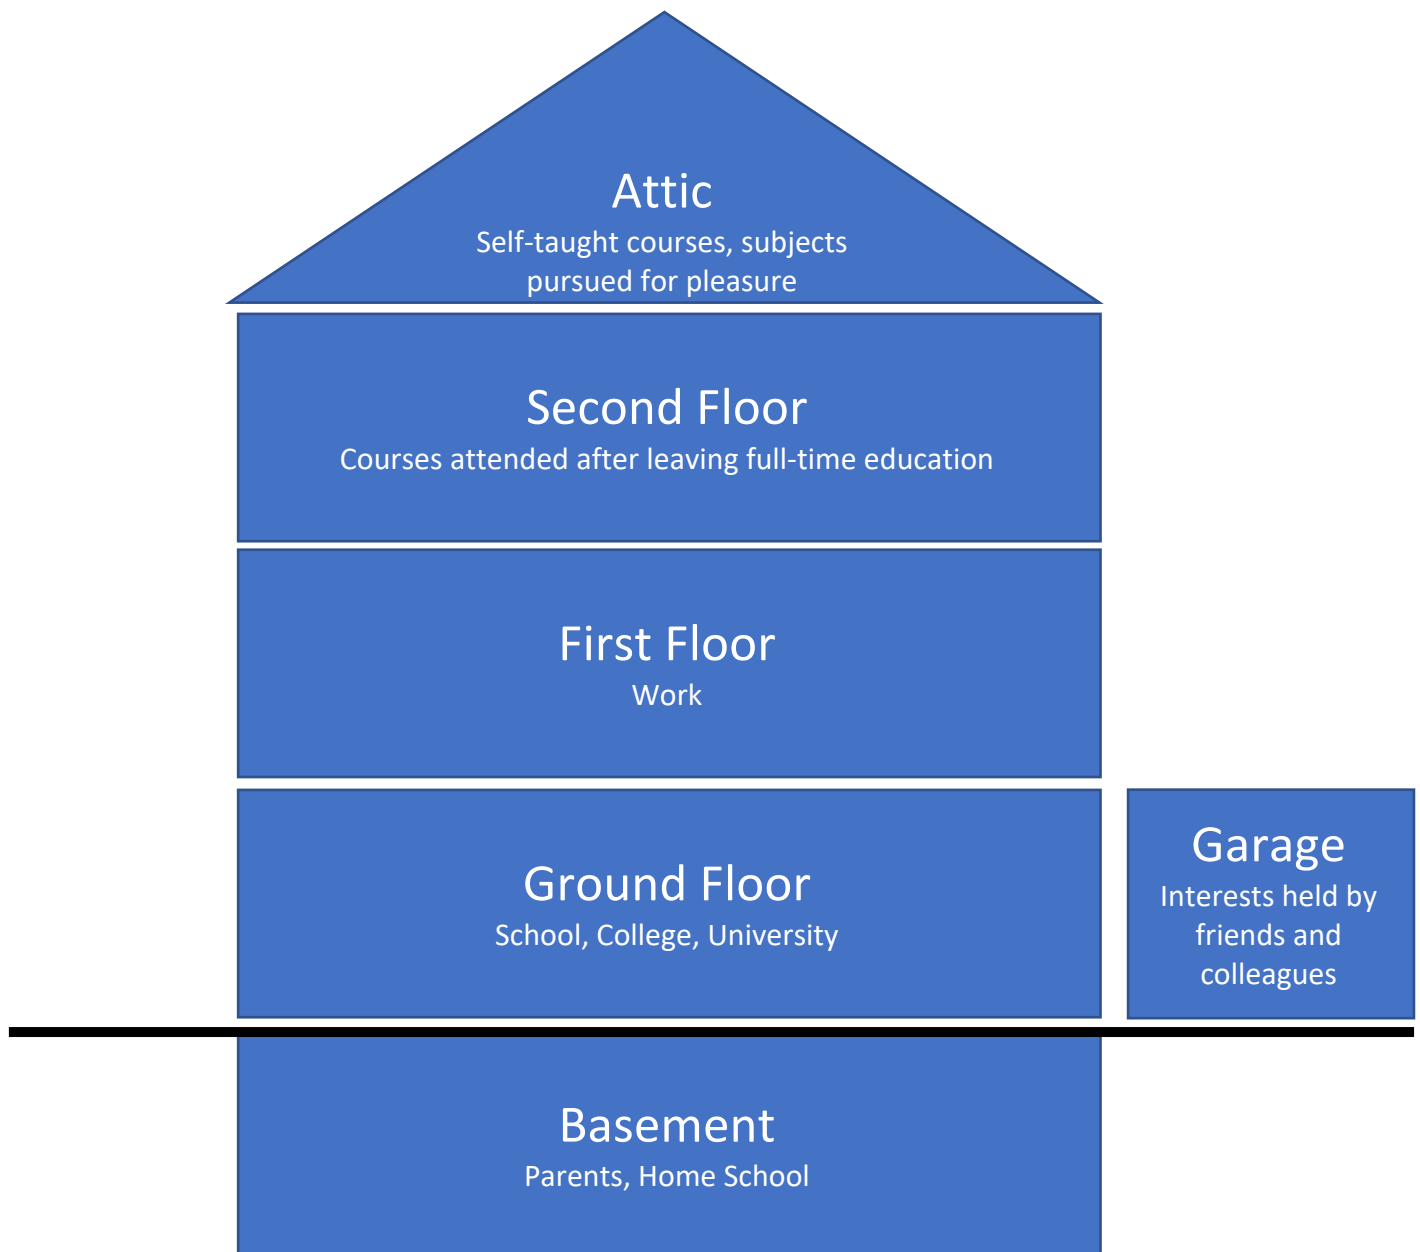 Attic
Self-taught courses, subjects
pursued for pleasure
Second Floor
Courses attended after leaving full-time education
First Floor
Work
Ground Floor
School, College, University
Garage
Interests held by
friends and
colleagues
Basement
Parents, Home School